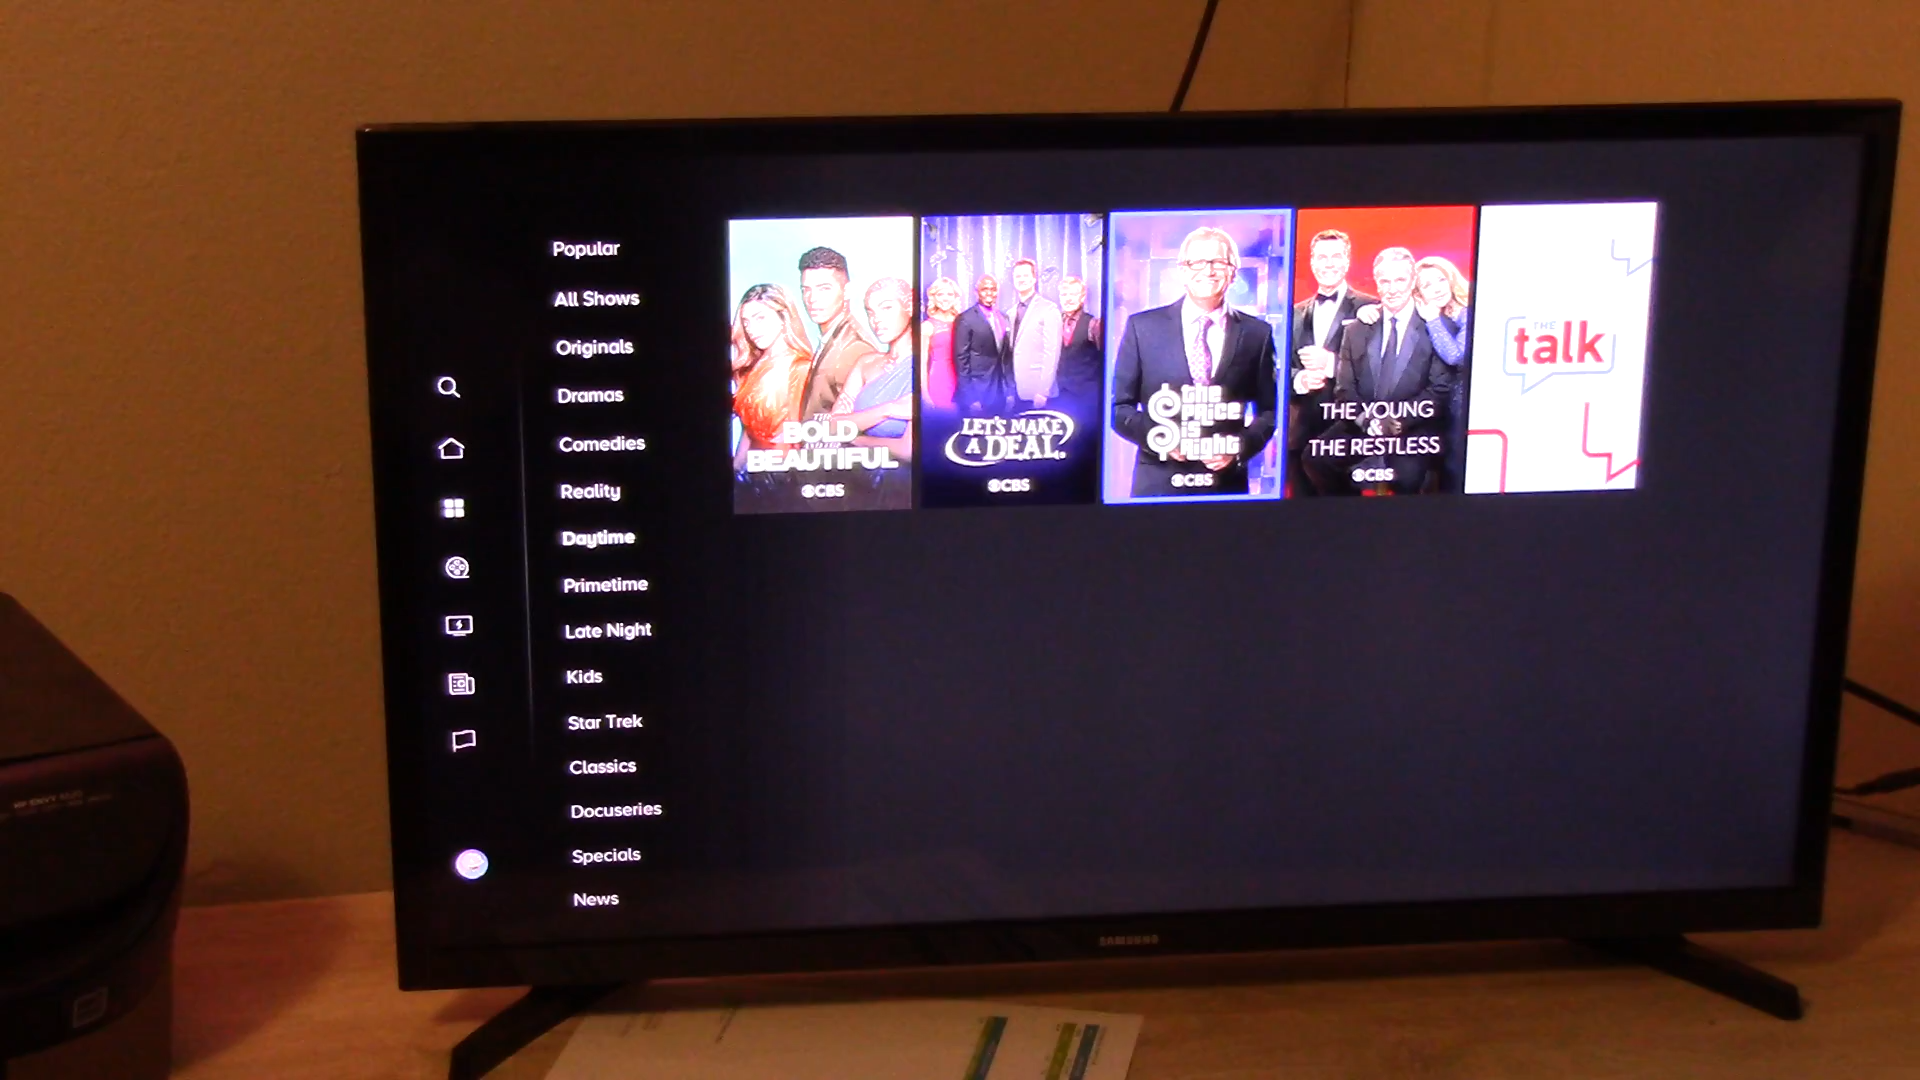 Popular
All Shows
Originals
Dramas
Comedies
Reality
Daytime
Primetime
Late Night
Kids
Star Trek
Classics
Docuseries
Specials
News
THE
BOLD
AND THE
BEAUTIFUL
CBS
LET'S MAKE
A DEAL.
CBS
the
PRICE
is
Right
CBS
THE YOUNG
&
THE RESTLESS
CBS
THE
talk
SAMSUNG
HP ENVY